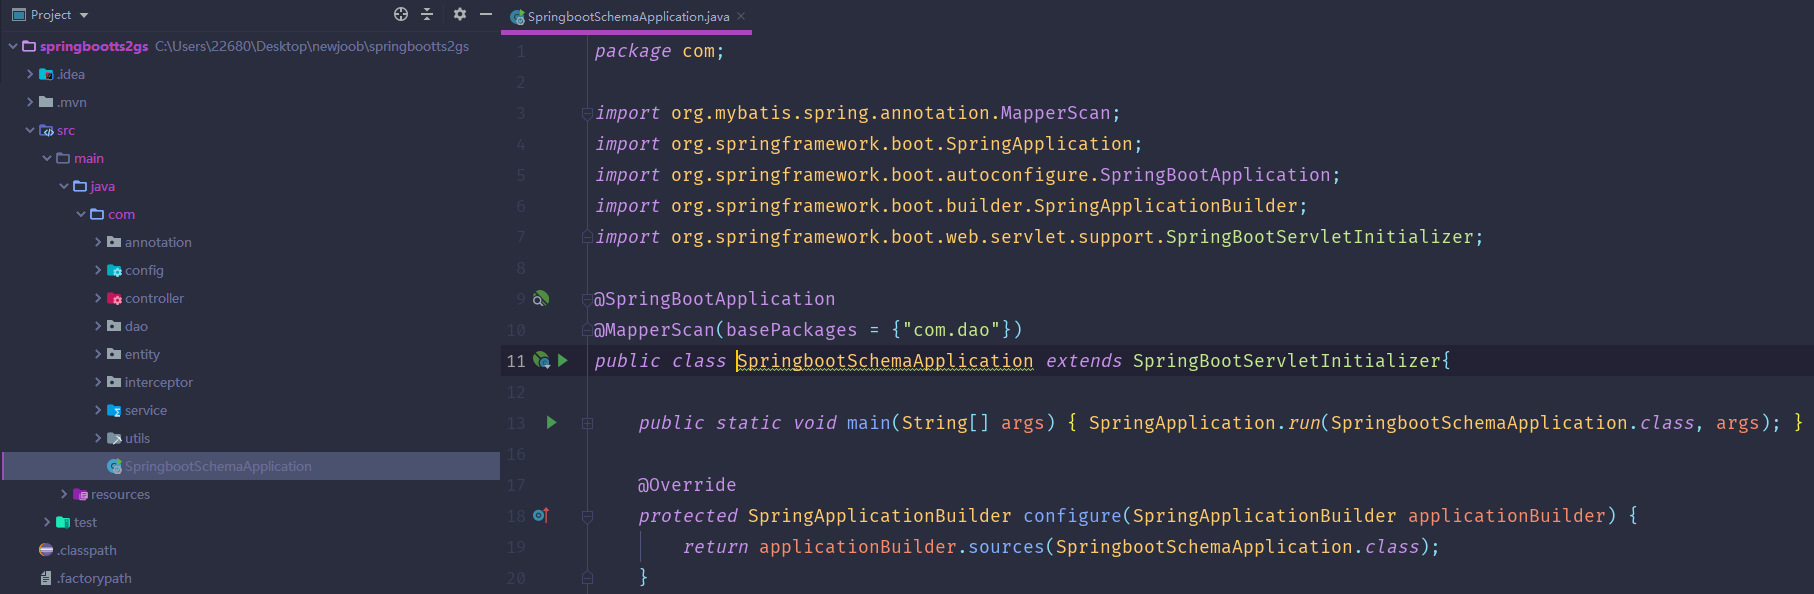 Project
springbootts2gs C:\Users\22680\Desktop\newjoob\springbootts2gs
.idea
.mvn
src
main
java
com
annotation
config
controller
dao
entity
interceptor
service
utils
SpringbootSchemaApplication
resources
test
.classpath
.factorypath
SpringbootSchemaApplication.java
1 package com;
2
3 import org.mybatis.spring.annotation.MapperScan;
4 import org.springframework.boot.SpringApplication;
5 import org.springframework.boot.autoconfigure.SpringBootApplication;
6 import org.springframework.boot.builder.SpringApplicationBuilder;
7 import org.springframework.boot.web.servlet.support.SpringBootServletInitializer;
8
9 @SpringBootApplication
10 @MapperScan(basePackages = {"com.dao"})
11 public class SpringbootSchemaApplication extends SpringBootServletInitializer{
12
13 public static void main(String[] args) { SpringApplication.run(SpringbootSchemaApplication.class, args); }
16
17 @Override
18 protected SpringApplicationBuilder configure(SpringApplicationBuilder applicationBuilder) {
19 return applicationBuilder.sources(SpringbootSchemaApplication.class);
20 }